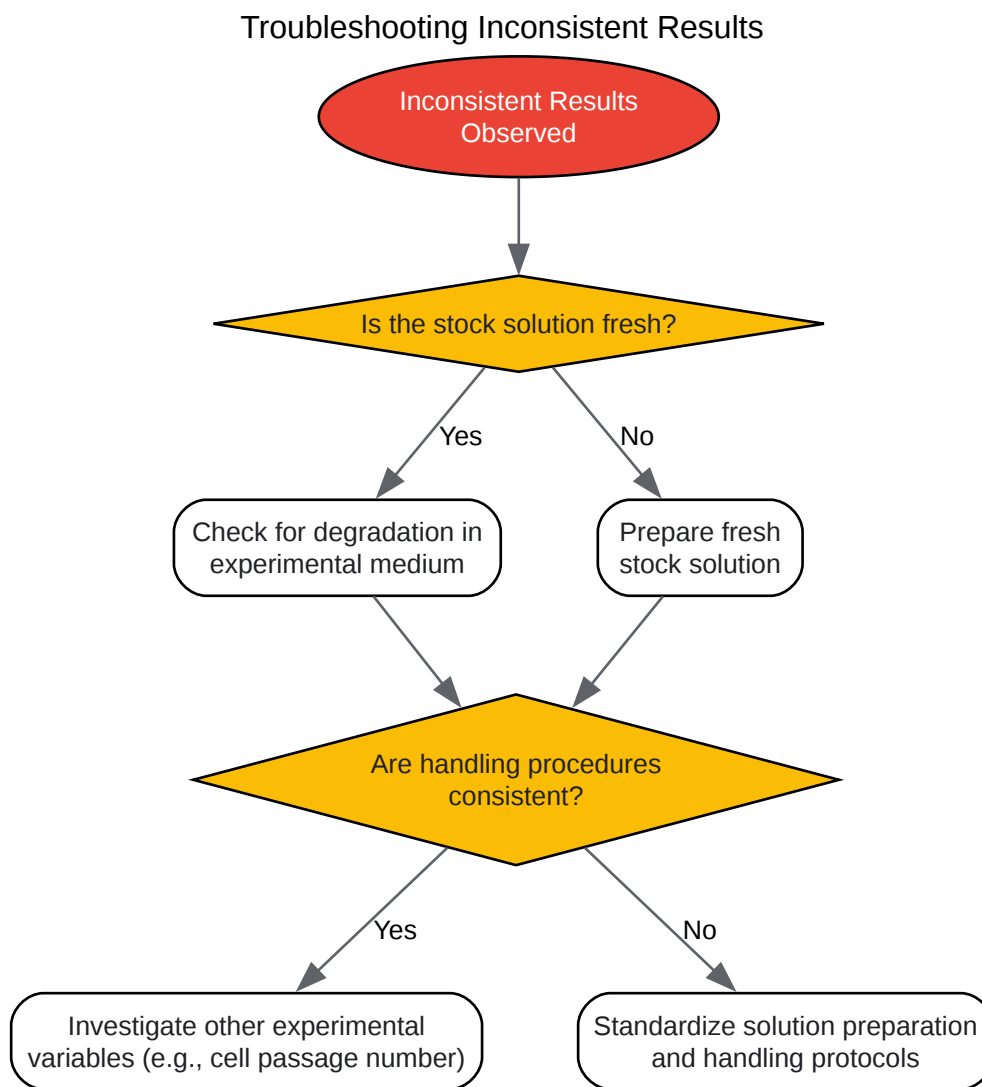 Troubleshooting Inconsistent Results
Inconsistent Results
Observed
Is the stock solution fresh?
Yes
No
Check for degradation in
experimental medium
Prepare fresh
stock solution
Are handling procedures
consistent?
Yes
No
Investigate other experimental
variables (e.g., cell passage number)
Standardize solution preparation
and handling protocols